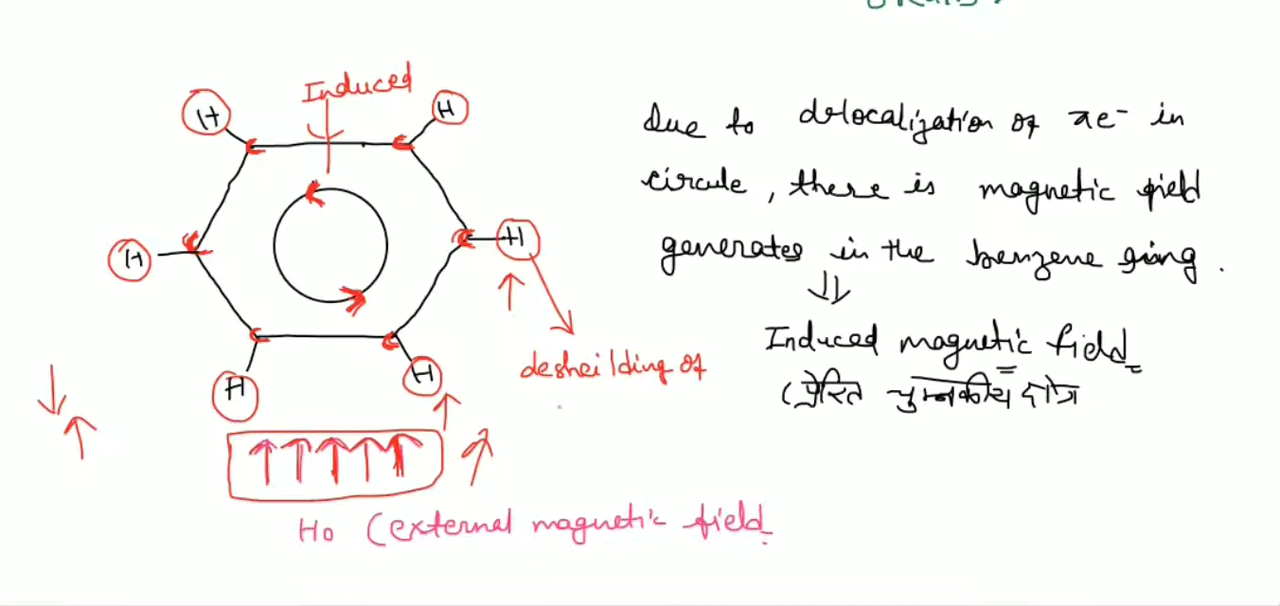 Induced
H
H
H
H
H
H
desheilding of
Ho (external magnetic field
Due to delocalization of πe⁻ in
circule, there is magnetic field
generates in the benzene ring.
Induced magnetic field
(प्रेरित चुम्बकीय क्षेत्र